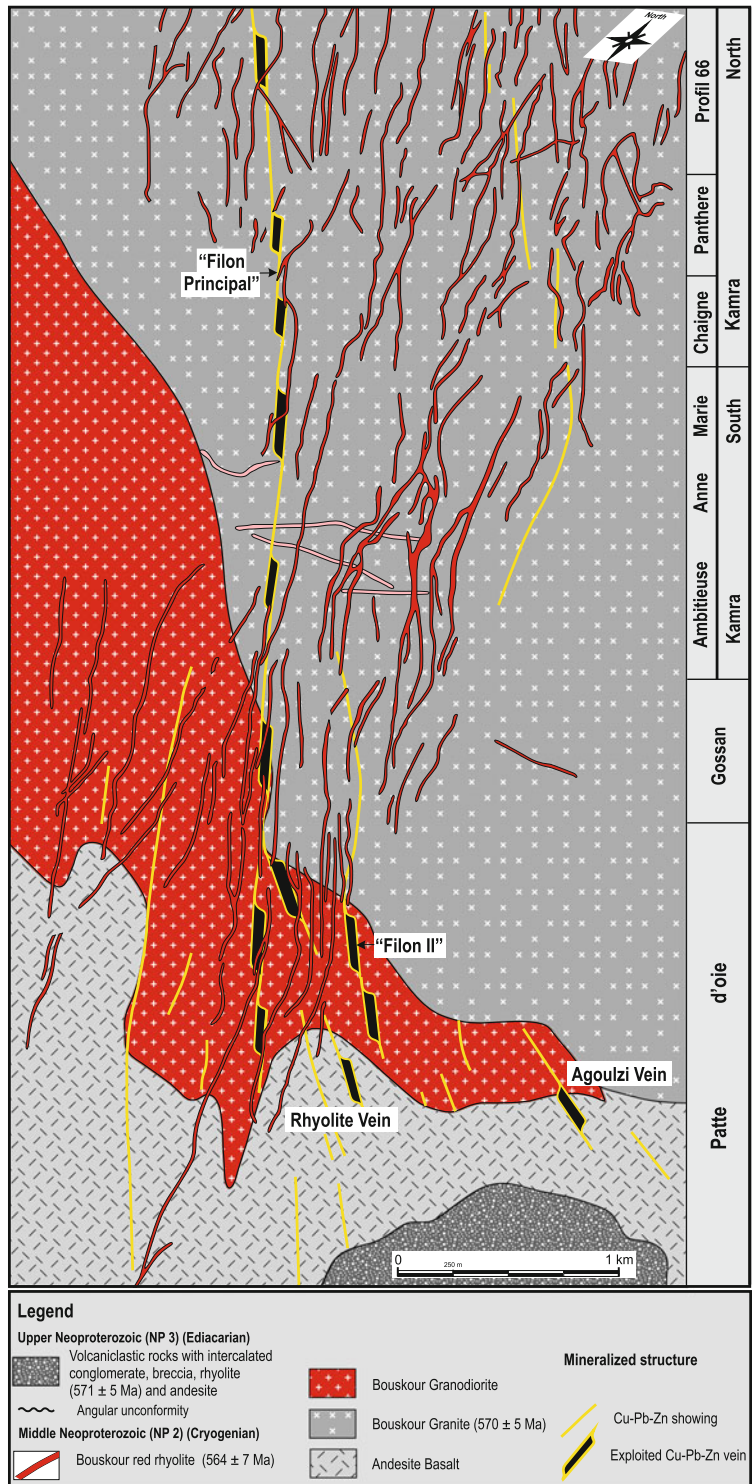 North
North
Profil 66
Panthere
"Filon
Principal"
Kamra
Chaigne
Marie
South
Anne
Ambitieuse
Kamra
Gossan
"Filon II"
d'oie
Agoulzi Vein
Rhyolite Vein
Patte
0
250 m
1 km
Legend
Upper Neoproterozoic (NP 3) (Ediacarian)
Volcaniclastic rocks with intercalated
conglomerate, breccia, rhyolite
(571 ± 5 Ma) and andesite
Angular unconformity
Middle Neoproterozoic (NP 2) (Cryogenian)
Bouskour red rhyolite (564 ± 7 Ma)
Bouskour Granodiorite
Bouskour Granite (570 ± 5 Ma)
Andesite Basalt
Mineralized structure
Cu-Pb-Zn showing
Exploited Cu-Pb-Zn vein